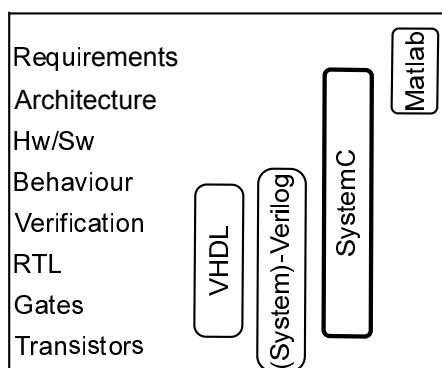 Requirements
Architecture
Hw/Sw
Behaviour
Verification
RTL
Gates
Transistors
VHDL
(System)-Verilog
SystemC
Matlab